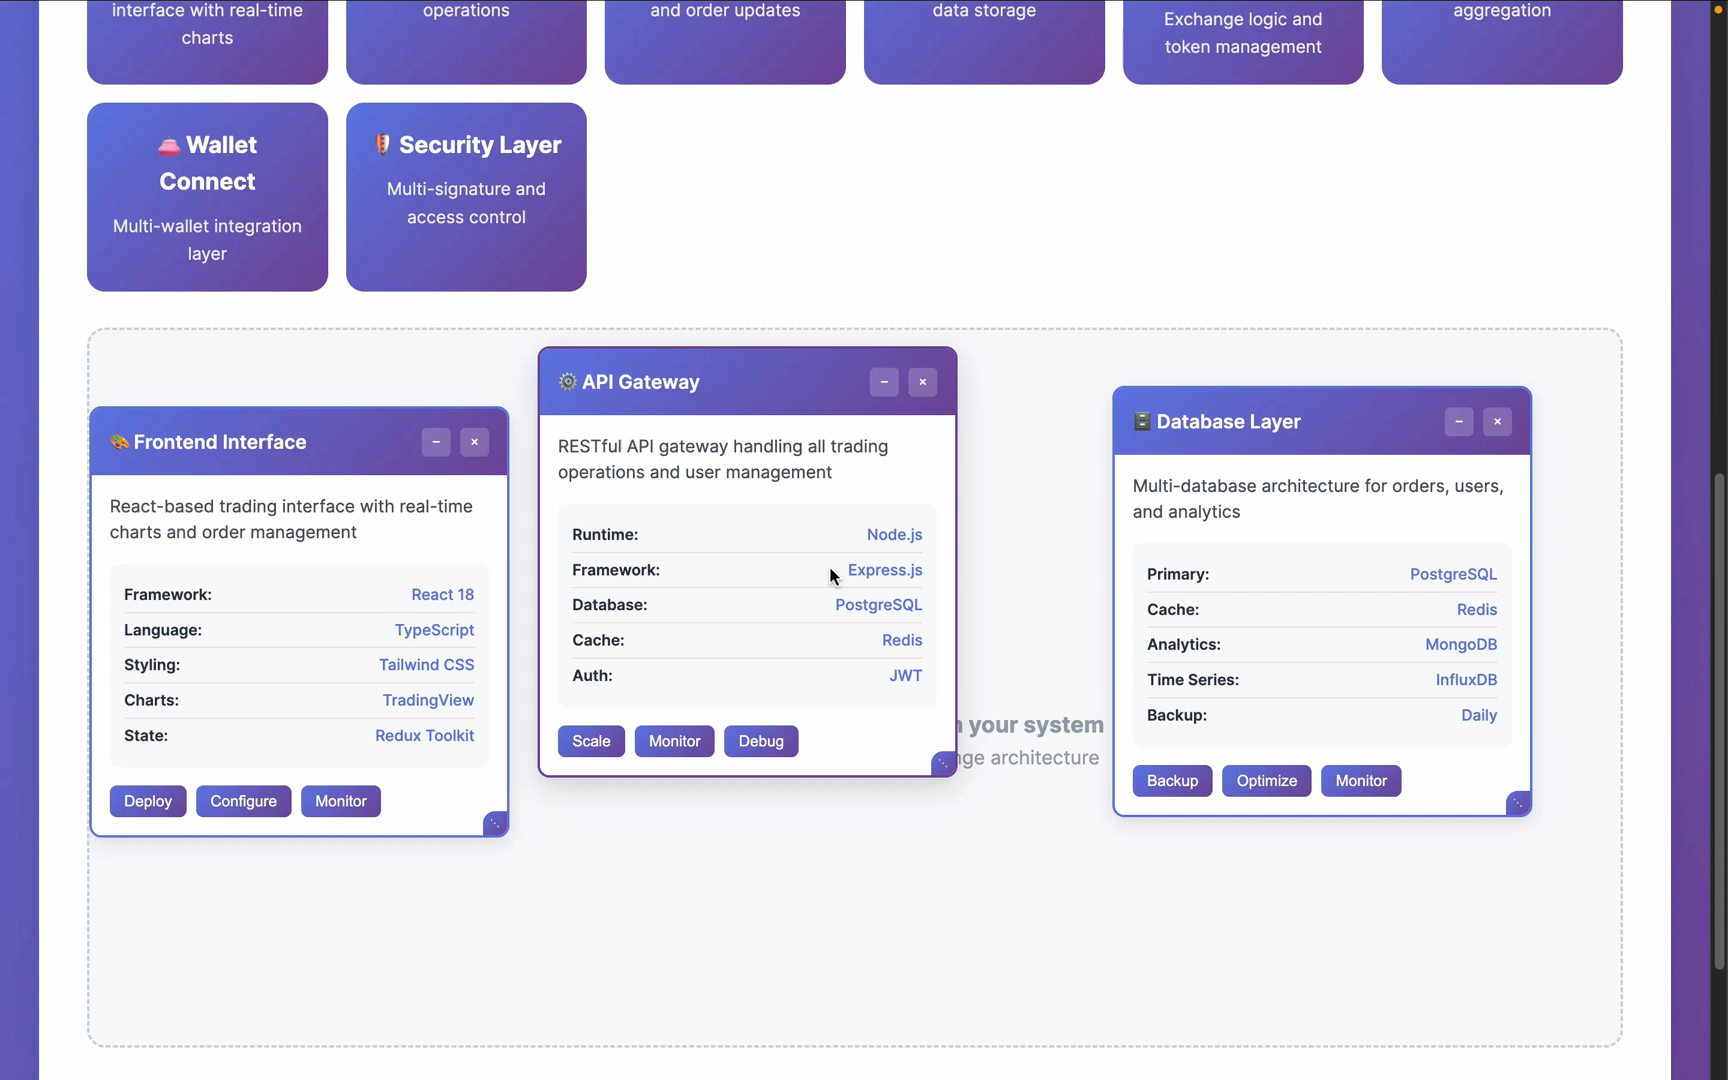 interface with real-time
charts
operations
and order updates
data storage
Exchange logic and
token management
aggregation
Wallet
Connect
Multi-wallet integration
layer
Security Layer
Multi-signature and
access control
Frontend Interface
−
×
React-based trading interface with real-time
charts and order management
Framework: React 18
Language: TypeScript
Styling: Tailwind CSS
Charts: TradingView
State: Redux Toolkit
Deploy
Configure
Monitor
API Gateway
−
×
RESTful API gateway handling all trading
operations and user management
Runtime: Node.js
Framework: Express.js
Database: PostgreSQL
Cache: Redis
Auth: JWT
Scale
Monitor
Debug
your system
architecture
Database Layer
−
×
Multi-database architecture for orders, users,
and analytics
Primary: PostgreSQL
Cache: Redis
Analytics: MongoDB
Time Series: InfluxDB
Backup: Daily
Backup
Optimize
Monitor